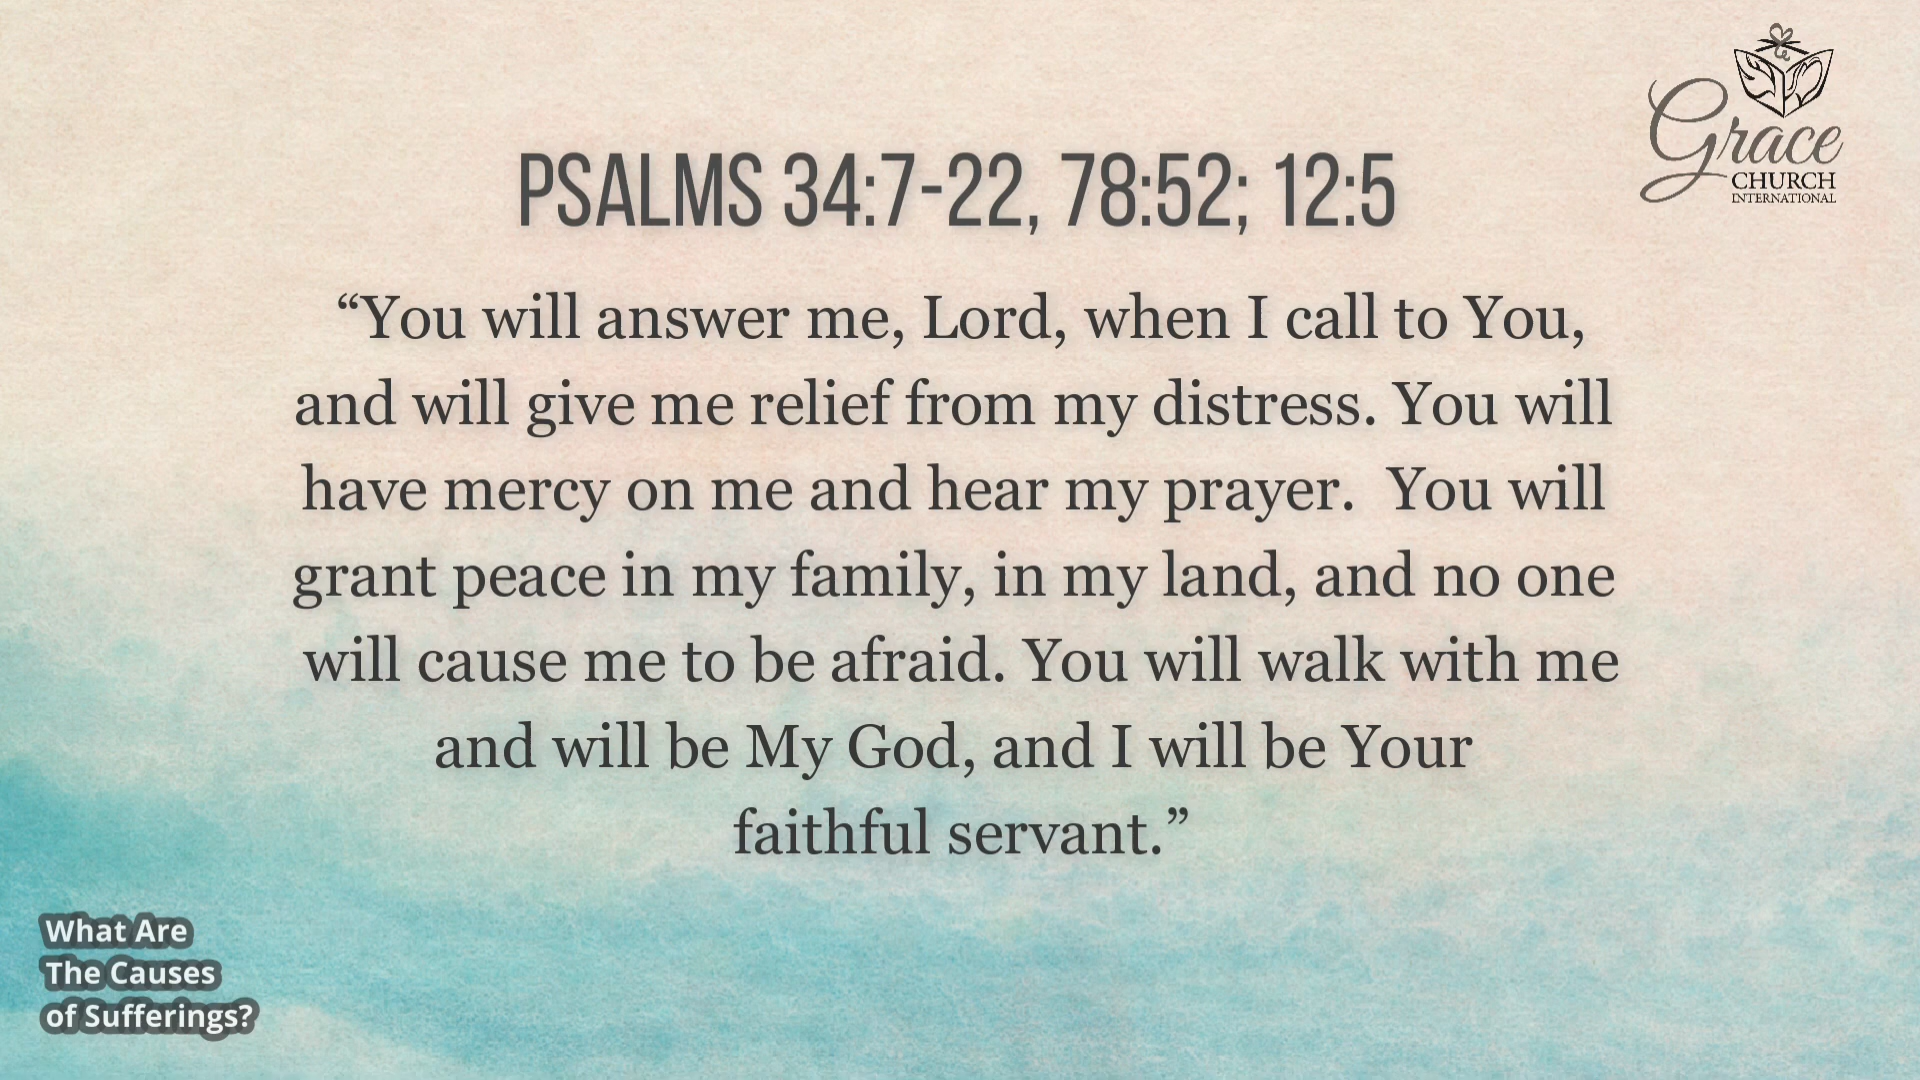 Grace
CHURCH
INTERNATIONAL
PSALMS 34:7-22, 78:52; 12:5
“You will answer me, Lord, when I call to You,
and will give me relief from my distress. You will
have mercy on me and hear my prayer.  You will
grant peace in my family, in my land, and no one
will cause me to be afraid. You will walk with me
and will be My God, and I will be Your
faithful servant.”
What Are
The Causes
of Sufferings?